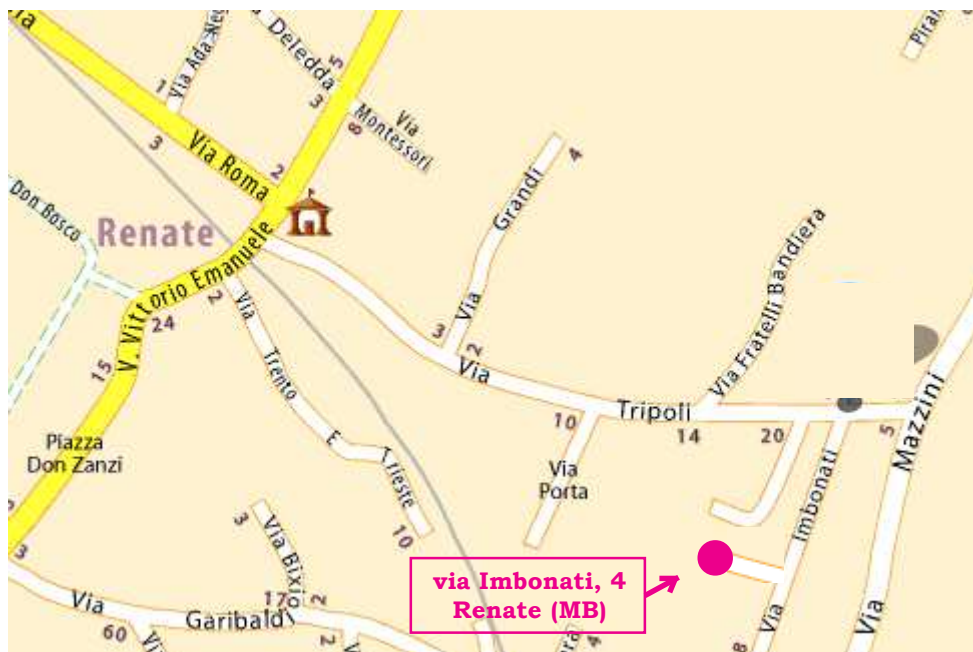 Via Ada Neg
Deledda
5
1
3
3
8
Via
Montessori
Via Roma
2
4
Grandi
Via
Don Bosco
Renate
V. Vittorio Emanuele
24
15
2
Via
Trento
E
Trieste
10
3
2
Via
Tripoli
10
14
20
5
Via Fratelli Bandiera
Mazzini
Via
Imbonati
Via
8
Piazza
Don Zanzi
Via
Porta
3
Via Bixio
3
17
2
2
Via
Garibaldi
60
4
via Imbonati, 4
Renate (MB)